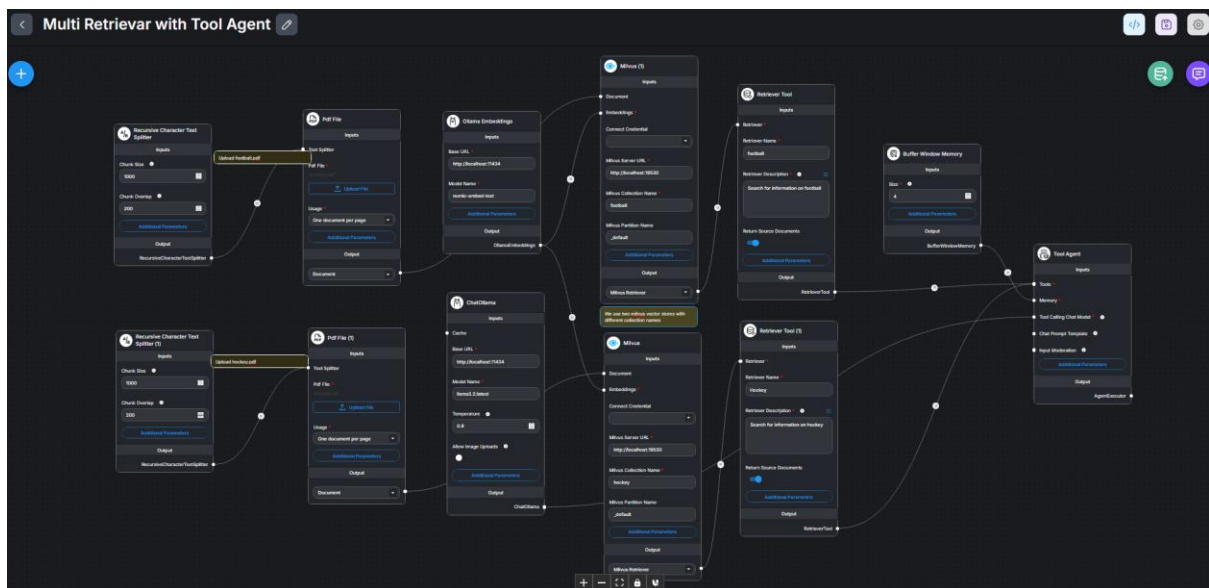 Multi Retrievar with Tool Agent
Recursive Character Text
Splitter
Inputs
Chunk Size
1000
Chunk Overlap
200
Additional Parameters
Output
RecursiveCharacterTextSplitter
Upload football.pdf
Pdf File
Inputs
Text Splitter
Pdf File *
Upload File
Usage *
One document per page
Additional Parameters
Output
Document
Ollama Embeddings
Inputs
Base URL *
http://localhost:11434
Model Name *
nomic-embed-text
Additional Parameters
Output
OllamaEmbeddings
Milvus (1)
Inputs
Document
Embeddings *
Connect Credential
Milvus Server URL *
http://localhost:19530
Milvus Collection Name *
football
Milvus Partition Name
_default
Additional Parameters
Output
Milvus Retriever
We use two milvus vector stores with
different collection names
Retriever Tool
Inputs
Retriever *
Retriever Name *
football
Retriever Description *
Search for information on football
Return Source Documents
Additional Parameters
Output
RetrieverTool
Buffer Window Memory
Inputs
Size *
4
Additional Parameters
Output
BufferWindowMemory
Tool Agent
Inputs
Tools *
Memory *
Tool Calling Chat Model *
Chat Prompt Template
Input Moderation
Additional Parameters
Output
AgentExecutor
Recursive Character Text
Splitter (1)
Inputs
Chunk Size
1000
Chunk Overlap
200
Additional Parameters
Output
RecursiveCharacterTextSplitter
Upload hockey.pdf
Pdf File (1)
Inputs
Text Splitter
Pdf File *
Upload File
Usage *
One document per page
Additional Parameters
Output
Document
ChatOllama
Inputs
Cache
Base URL *
http://localhost:11434
Model Name *
llama3.2:latest
Temperature
0.9
Allow Image Uploads
Additional Parameters
Output
ChatOllama
Milvus
Inputs
Document
Embeddings *
Connect Credential
Milvus Server URL *
http://localhost:19530
Milvus Collection Name *
hockey
Milvus Partition Name
_default
Additional Parameters
Output
Milvus Retriever
Retriever Tool (1)
Inputs
Retriever *
Retriever Name *
Hockey
Retriever Description *
Search for information on hockey
Return Source Documents
Additional Parameters
Output
RetrieverTool